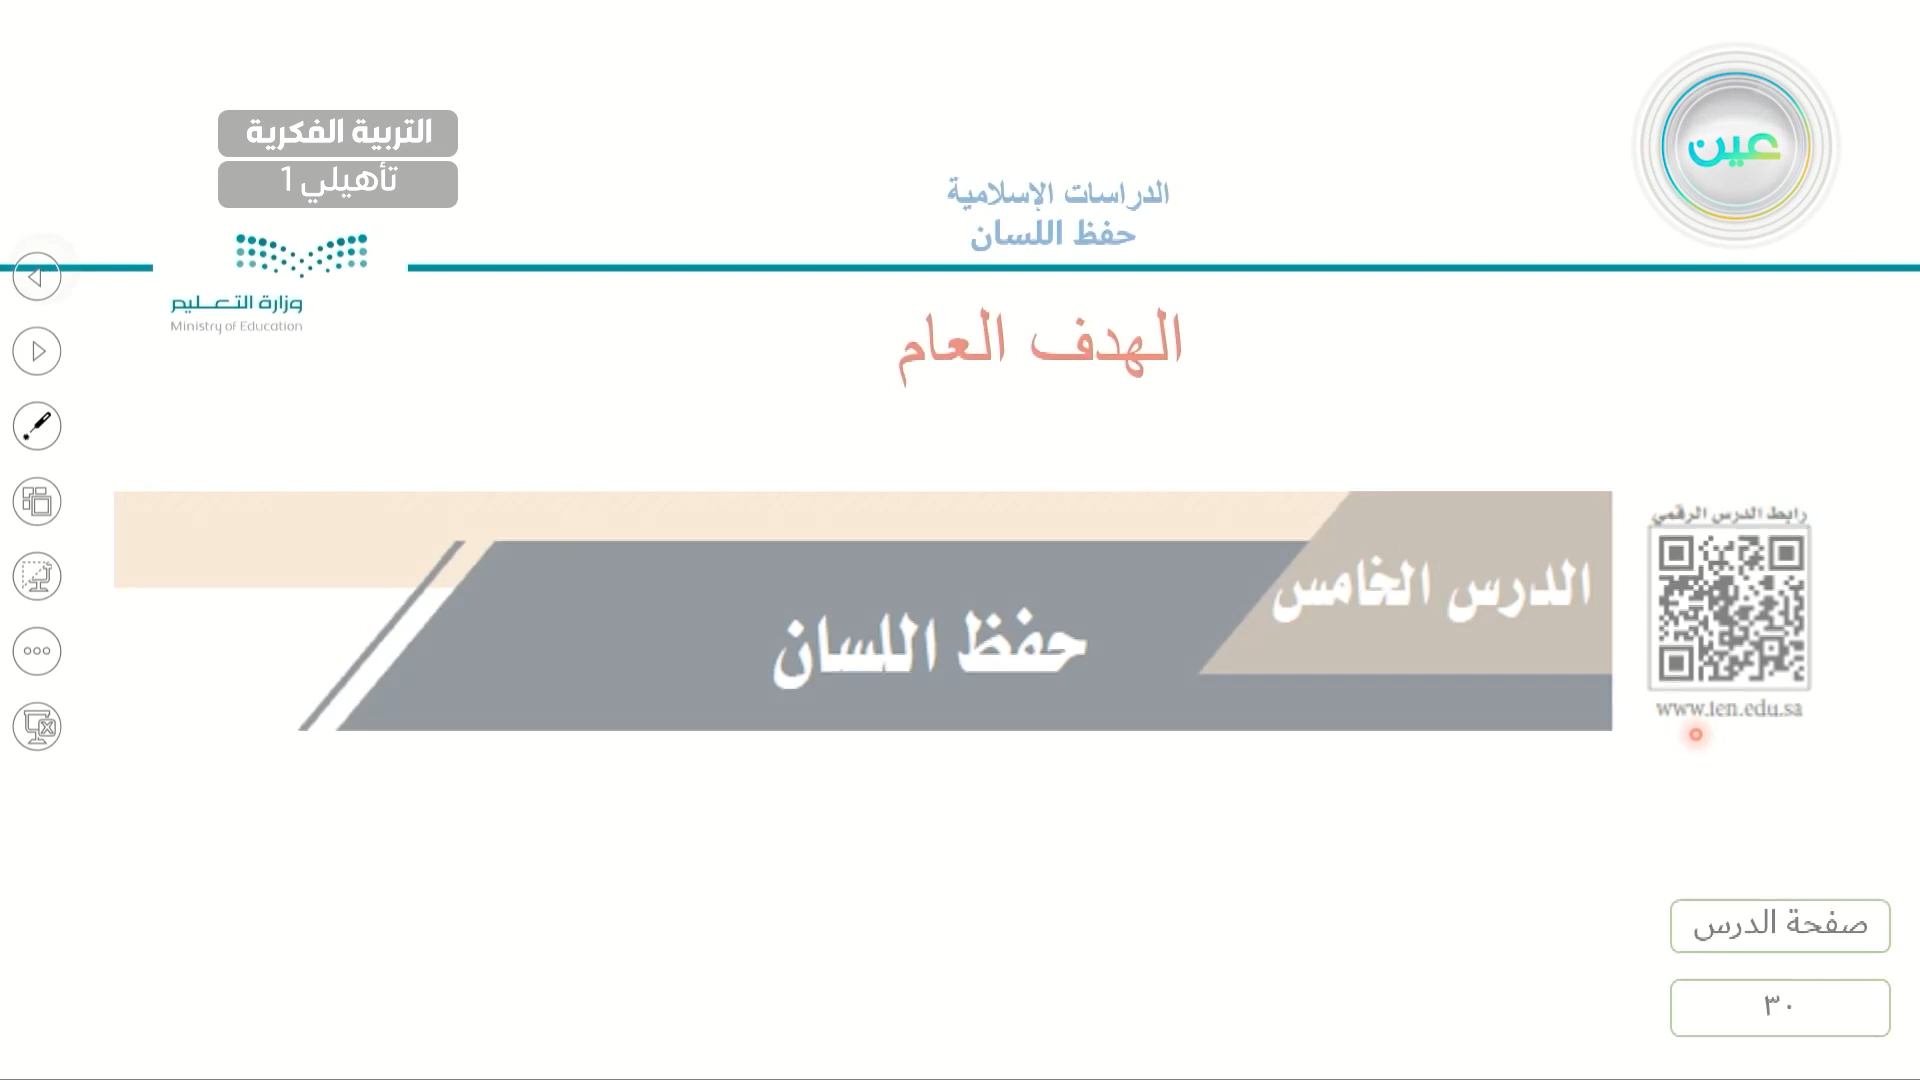 عين
التربية الفكرية
تأهيلي 1
الدراسات الإسلامية
حفظ اللسان
وزارة التعـــليم
Ministry of Education
الهدف العام
الدرس الخامس
حفظ اللسان
رابط الدرس الرقمي
www.ien.edu.sa
صفحة الدرس
٣٠